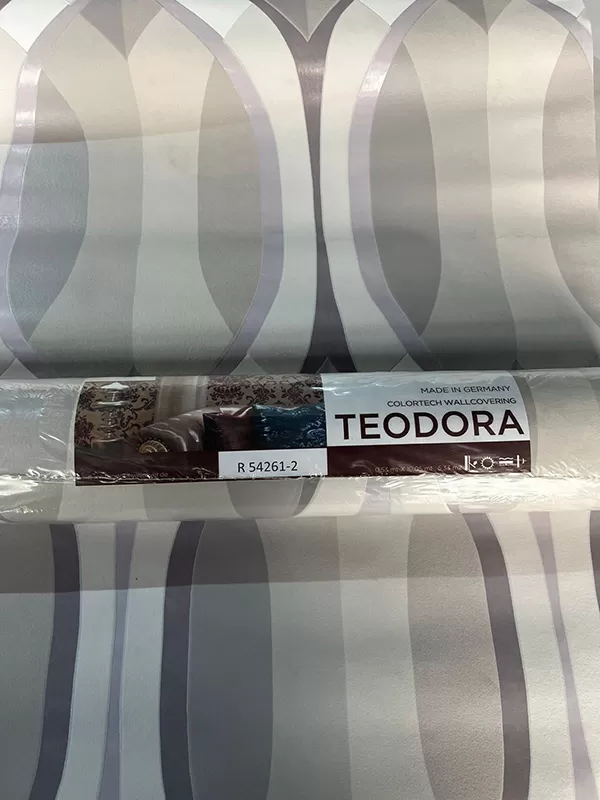 MADE IN GERMANY
COLORTECH WALLCOVERING
TEODORA
R 54261-2